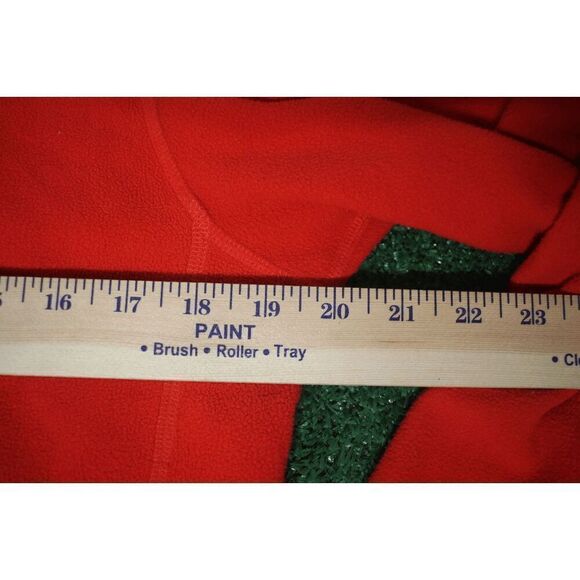 16 17 18 19 20 21 22 23
PAINT
• Brush • Roller • Tray
•